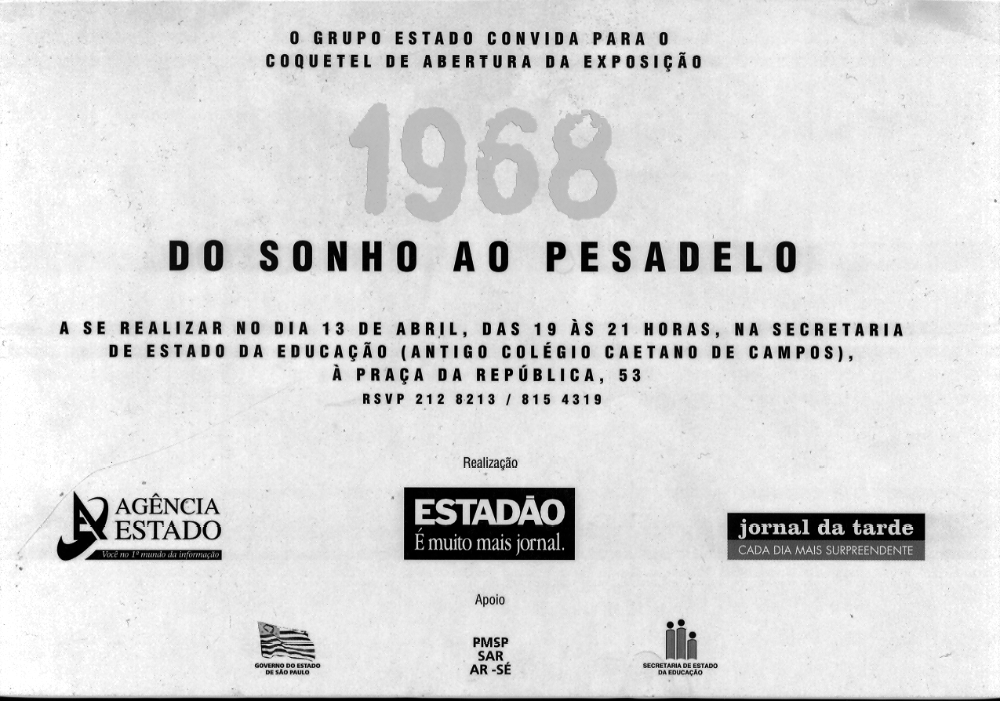 O GRUPO ESTADO CONVIDA PARA O
COQUETEL DE ABERTURA DA EXPOSIÇÃO
1968
DO SONHO AO PESADELO
A SE REALIZAR NO DIA 13 DE ABRIL, DAS 19 ÀS 21 HORAS, NA SECRETARIA
DE ESTADO DA EDUCAÇÃO (ANTIGO COLÉGIO CAETANO DE CAMPOS),
À PRAÇA DA REPÚBLICA, 53
RSVP 212 8213 / 815 4319
Realização
AGÊNCIA
ESTADO
Você no 1º mundo da informação
ESTADÃO
É muito mais jornal.
jornal da tarde
CADA DIA MAIS SURPREENDENTE
Apoio
GOVERNO DO ESTADO
DE SÃO PAULO
PMSP
SAR
AR -SÉ
SECRETARIA DE ESTADO
DA EDUCAÇÃO